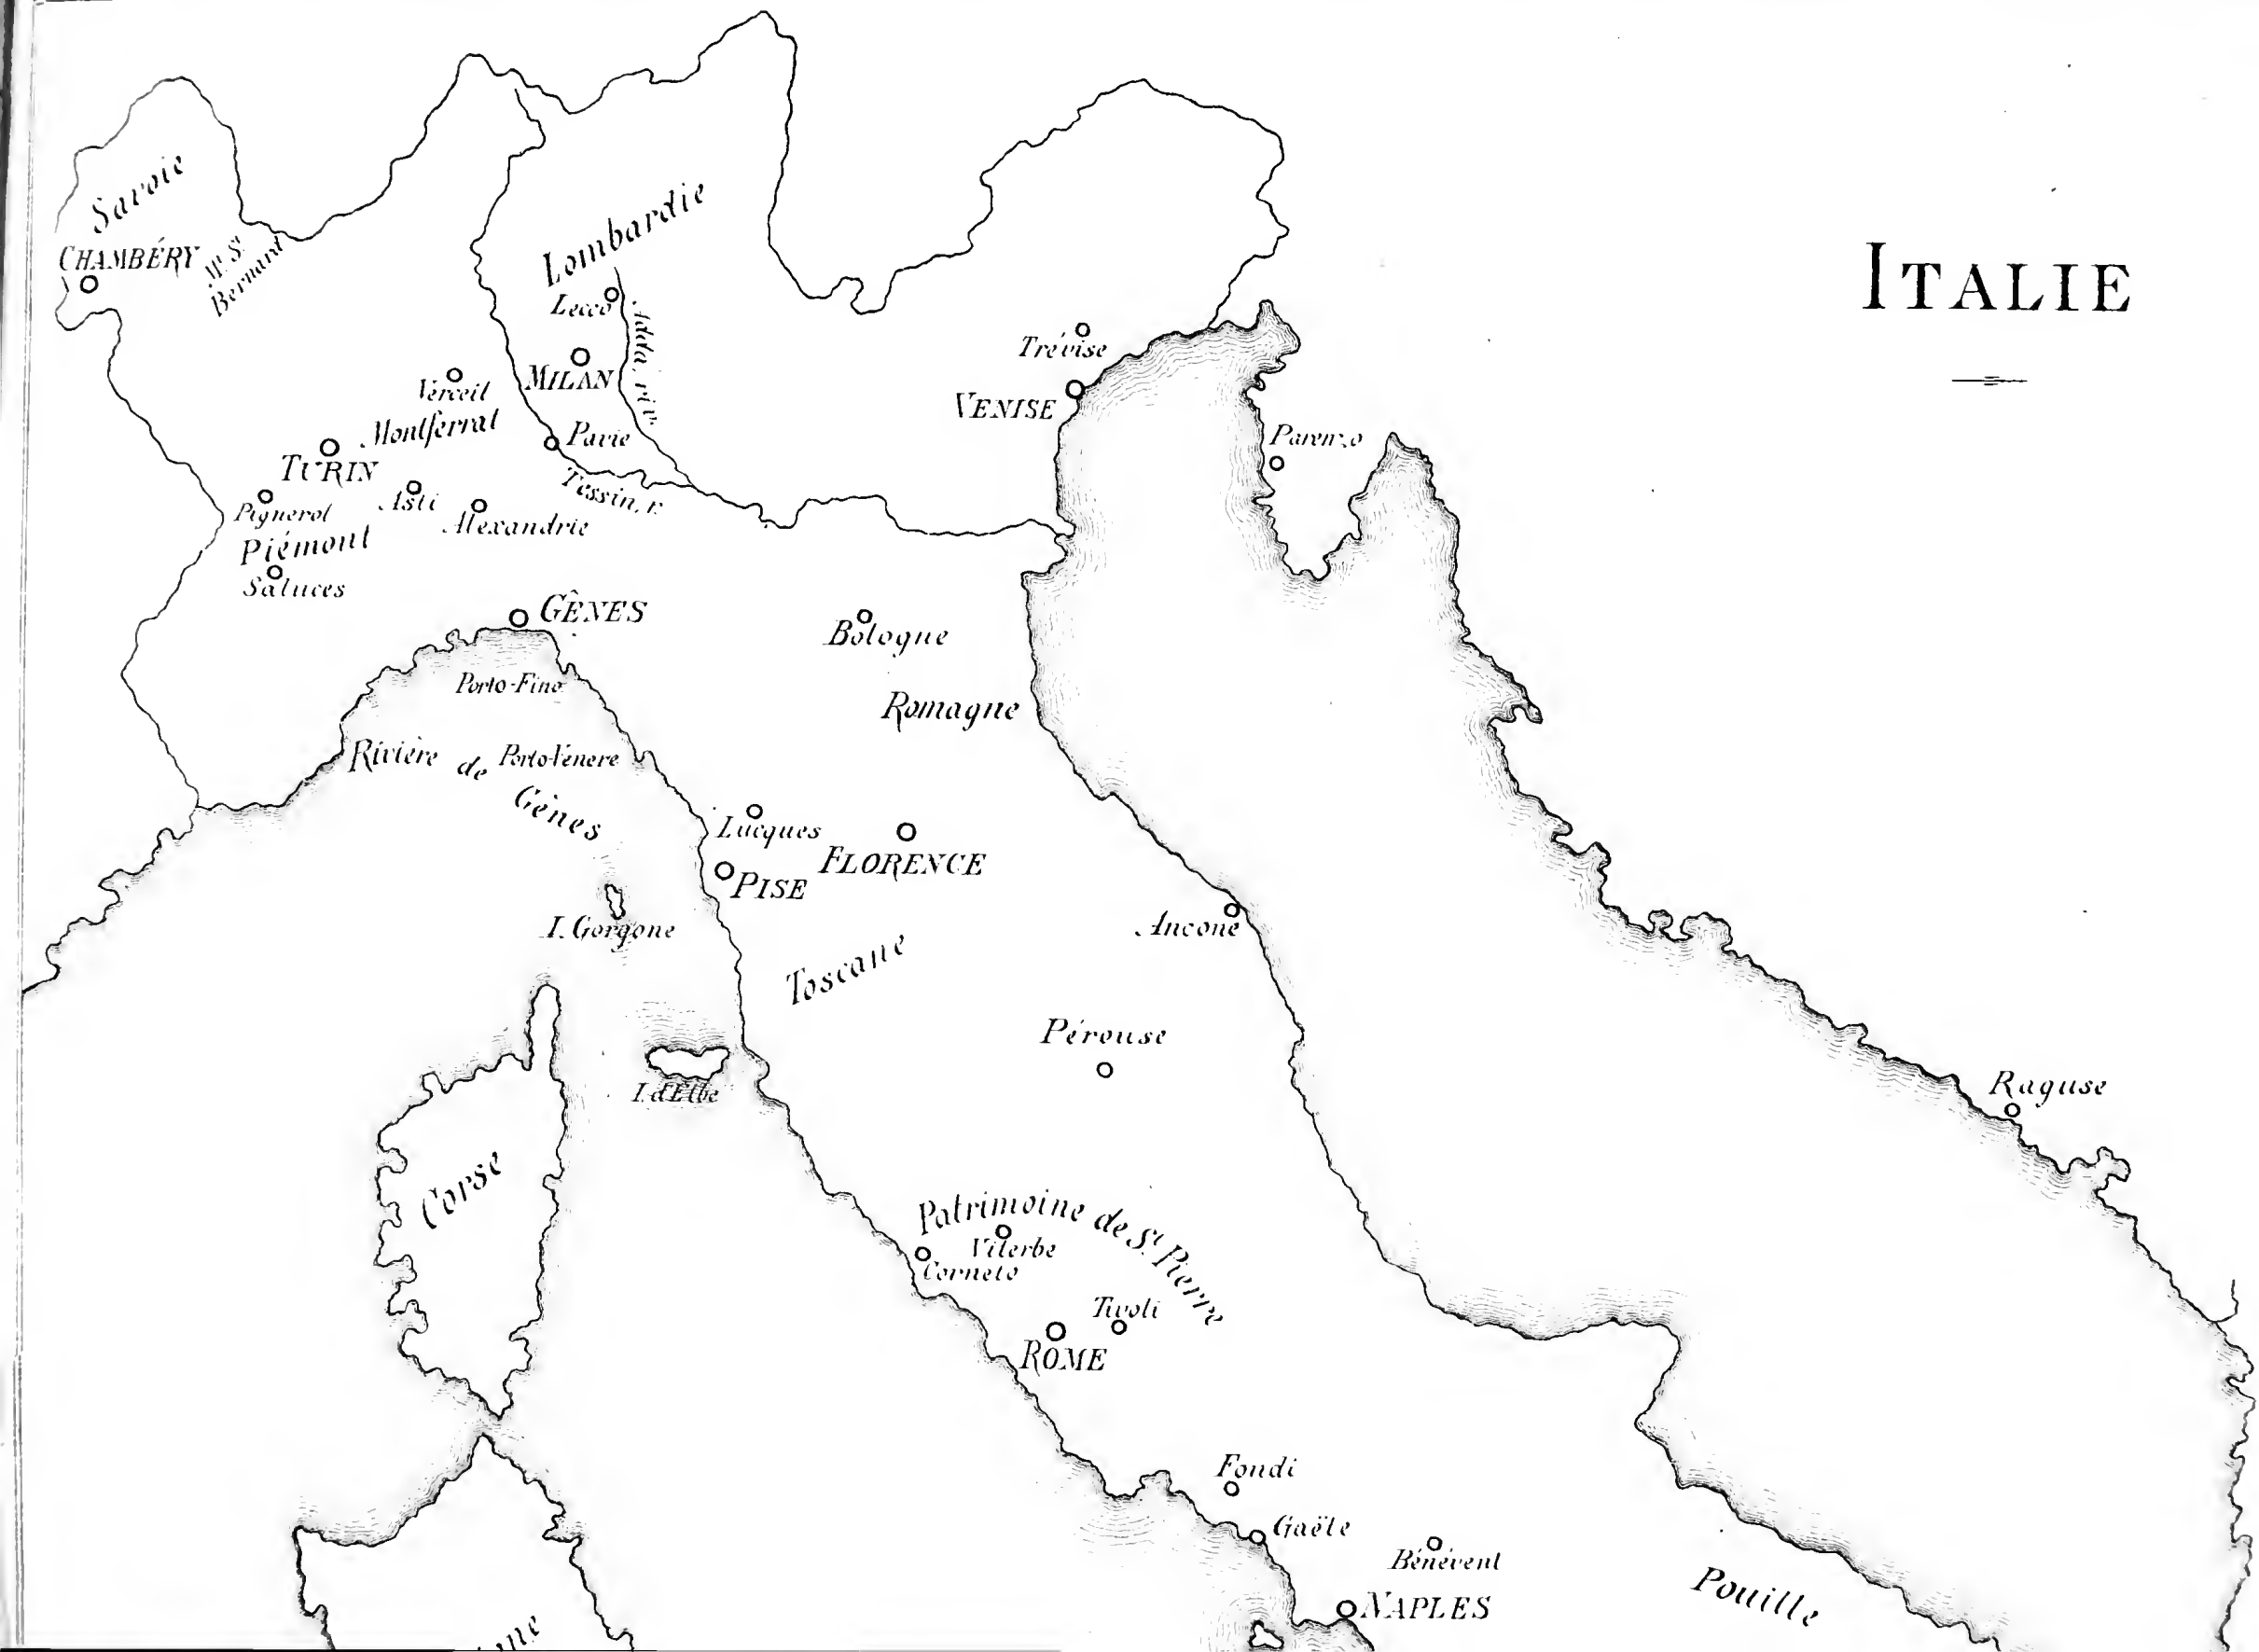 ITALIE
Savoie
CHAMBÉRY
Mt. St.
Bernard
Lombardie
Lecco
Adda, riv.
MILAN
Verceil
Montferrat
Pavie
Tessin, r.
TURIN
Pignerol
Asti
Alexandrie
Piémont
Saluces
Trévise
VENISE
Parenzo
GÊNES
Porto-Fino
Rivière de Gênes
Porto-Venere
Bologne
Romagne
Lucques
FLORENCE
PISE
I. Gorgone
Toscane
Ancone
Pérouse
I. d'Elbe
Corse
Raguse
Patrimoine de St. Pierre
Viterbe
Corneto
Tivoli
ROME
Fondi
Gaëte
Bénévent
NAPLES
Pouille